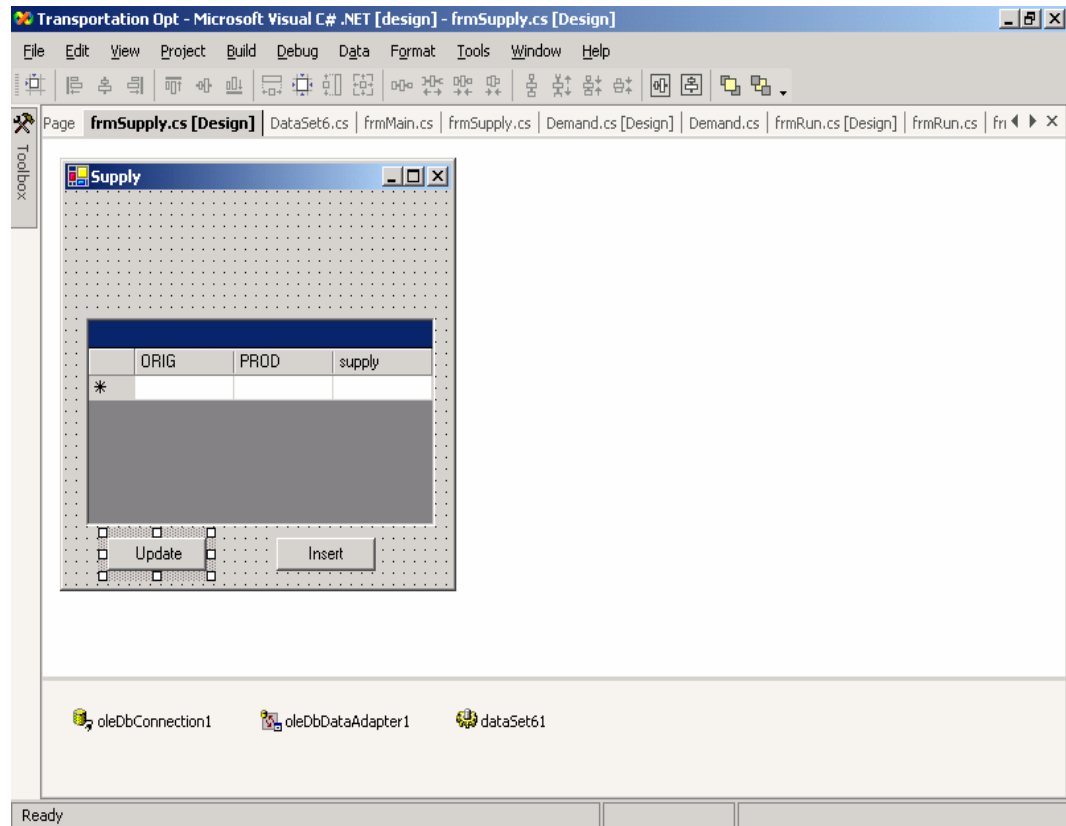 Transportation Opt - Microsoft Visual C# .NET [design] - frmSupply.cs [Design]
File Edit View Project Build Debug Data Format Tools Window Help
Page frmSupply.cs [Design] DataSet6.cs frmMain.cs frmSupply.cs Demand.cs [Design] Demand.cs frmRun.cs [Design] frmRun.cs
Toolbox
Supply
ORIG PROD supply
Update Insert
oleDbConnection1 oleDbDataAdapter1 dataSet61
Ready